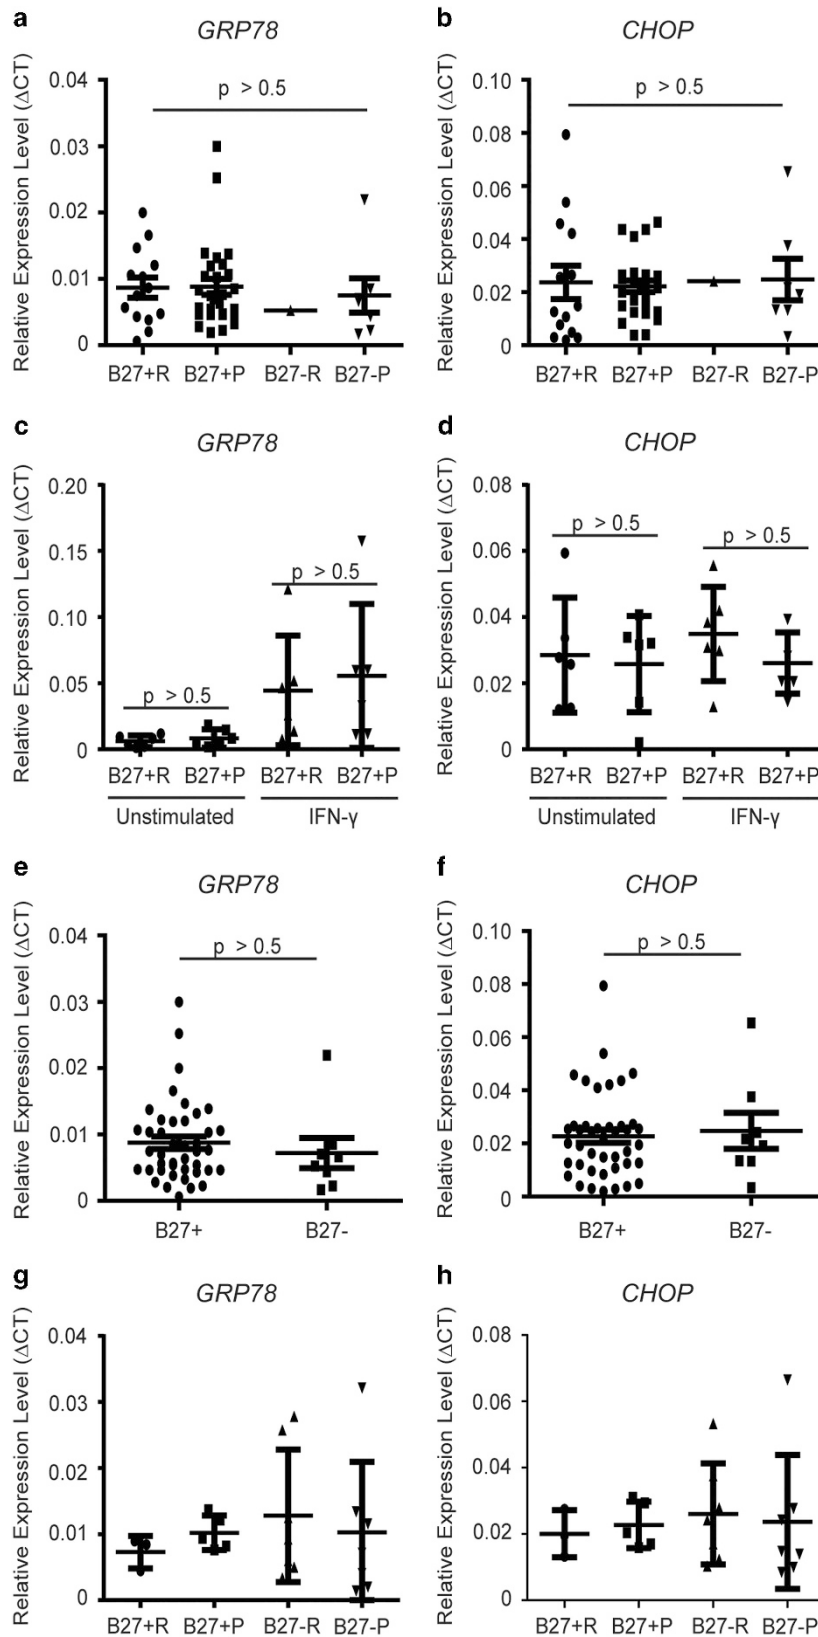 a
GRP78
Relative Expression Level (ΔCT)
0.04
0.03
0.02
0.01
0
p > 0.5
B27+R B27+P B27-R B27-P
b
CHOP
Relative Expression Level (ΔCT)
0.10
0.08
0.06
0.04
0.02
0
p > 0.5
B27+R B27+P B27-R B27-P
c
GRP78
Relative Expression Level (ΔCT)
0.20
0.15
0.10
0.05
0
p > 0.5
p > 0.5
B27+R B27+P B27+R B27+P
Unstimulated IFN-γ
d
CHOP
Relative Expression Level (ΔCT)
0.08
0.06
0.04
0.02
0
p > 0.5
p > 0.5
B27+R B27+P B27+R B27+P
Unstimulated IFN-γ
e
GRP78
Relative Expression Level (ΔCT)
0.04
0.03
0.02
0.01
0
p > 0.5
B27+ B27-
f
CHOP
Relative Expression Level (ΔCT)
0.10
0.08
0.06
0.04
0.02
0
p > 0.5
B27+ B27-
g
GRP78
Relative Expression Level (ΔCT)
0.04
0.03
0.02
0.01
0
B27+R B27+P B27-R B27-P
h
CHOP
Relative Expression Level (ΔCT)
0.08
0.06
0.04
0.02
0
B27+R B27+P B27-R B27-P